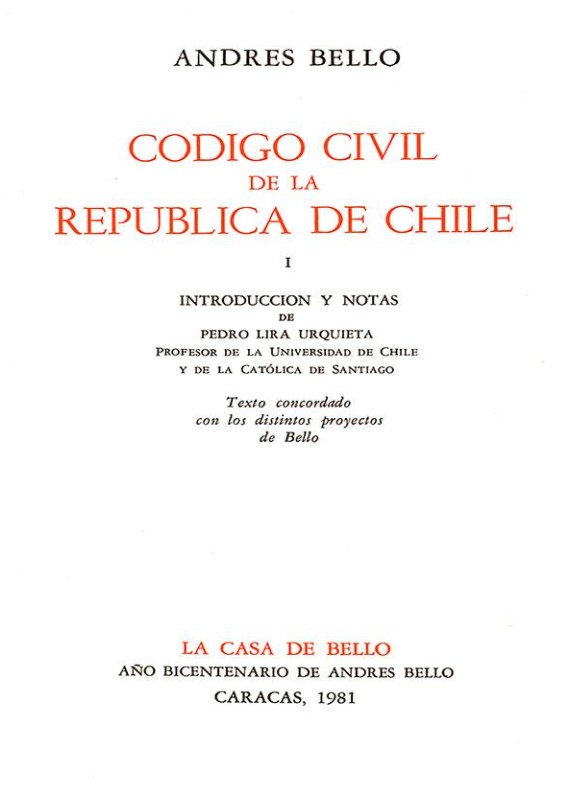 ANDRES BELLO
CODIGO CIVIL
DE LA
REPUBLICA DE CHILE
I
INTRODUCCION Y NOTAS
DE
PEDRO LIRA URQUIETA
PROFESOR DE LA UNIVERSIDAD DE CHILE
Y DE LA CATÓLICA DE SANTIAGO
Texto concordado
con los distintos proyectos
de Bello
LA CASA DE BELLO
AÑO BICENTENARIO DE ANDRES BELLO
CARACAS, 1981